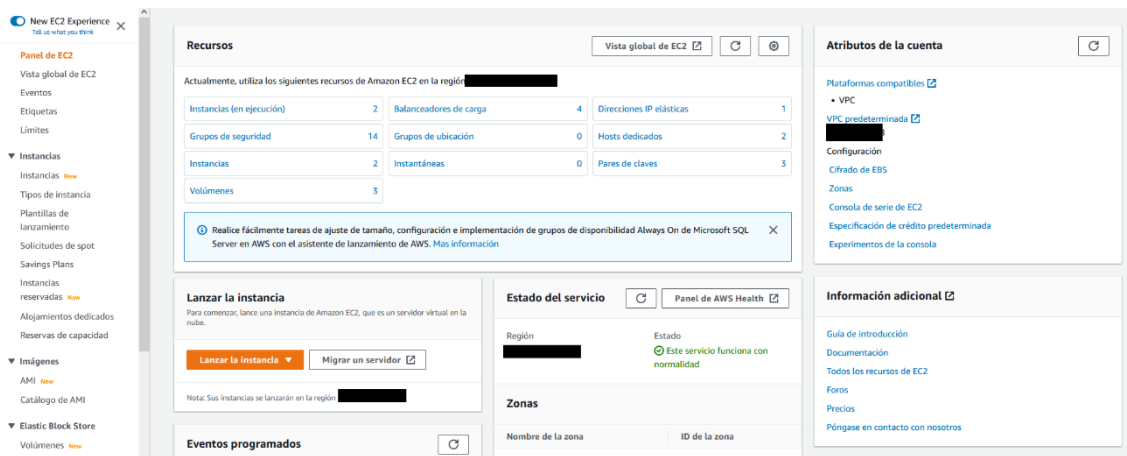 New EC2 Experience
Tell us what you think
Panel de EC2
Vista global de EC2
Eventos
Etiquetas
Límites
Instancias
Instancias New
Tipos de instancia
Plantillas de
lanzamiento
Solicitudes de spot
Savings Plans
Instancias
reservadas New
Alojamientos dedicados
Reservas de capacidad
Imágenes
AMI New
Catálogo de AMI
Elastic Block Store
Volúmenes New
Recursos
Vista global de EC2
Actualmente, utiliza los siguientes recursos de Amazon EC2 en la región
Instancias (en ejecución) 2
Balanceadores de carga 4
Direcciones IP elásticas 1
Grupos de seguridad 14
Grupos de ubicación 0
Hosts dedicados 2
Instancias 2
Instantáneas 0
Pares de claves 3
Volúmenes 3
Realice fácilmente tareas de ajuste de tamaño, configuración e implementación de grupos de disponibilidad Always On de Microsoft SQL
Server en AWS con el asistente de lanzamiento de AWS. Mas información
Lanzar la instancia
Para comenzar, lance una instancia de Amazon EC2, que es un servidor virtual en la
nube.
Lanzar la instancia
Migrar un servidor
Nota: Sus instancias se lanzarán en la región
Eventos programados
Estado del servicio
Panel de AWS Health
Región
Estado
Este servicio funciona con
normalidad
Zonas
Nombre de la zona
ID de la zona
Atributos de la cuenta
Plataformas compatibles
• VPC
VPC predeterminada
Configuración
Cifrado de EBS
Zonas
Consola de serie de EC2
Especificación de crédito predeterminada
Experimentos de la consola
Información adicional
Guía de introducción
Documentación
Todos los recursos de EC2
Foros
Precios
Póngase en contacto con nosotros